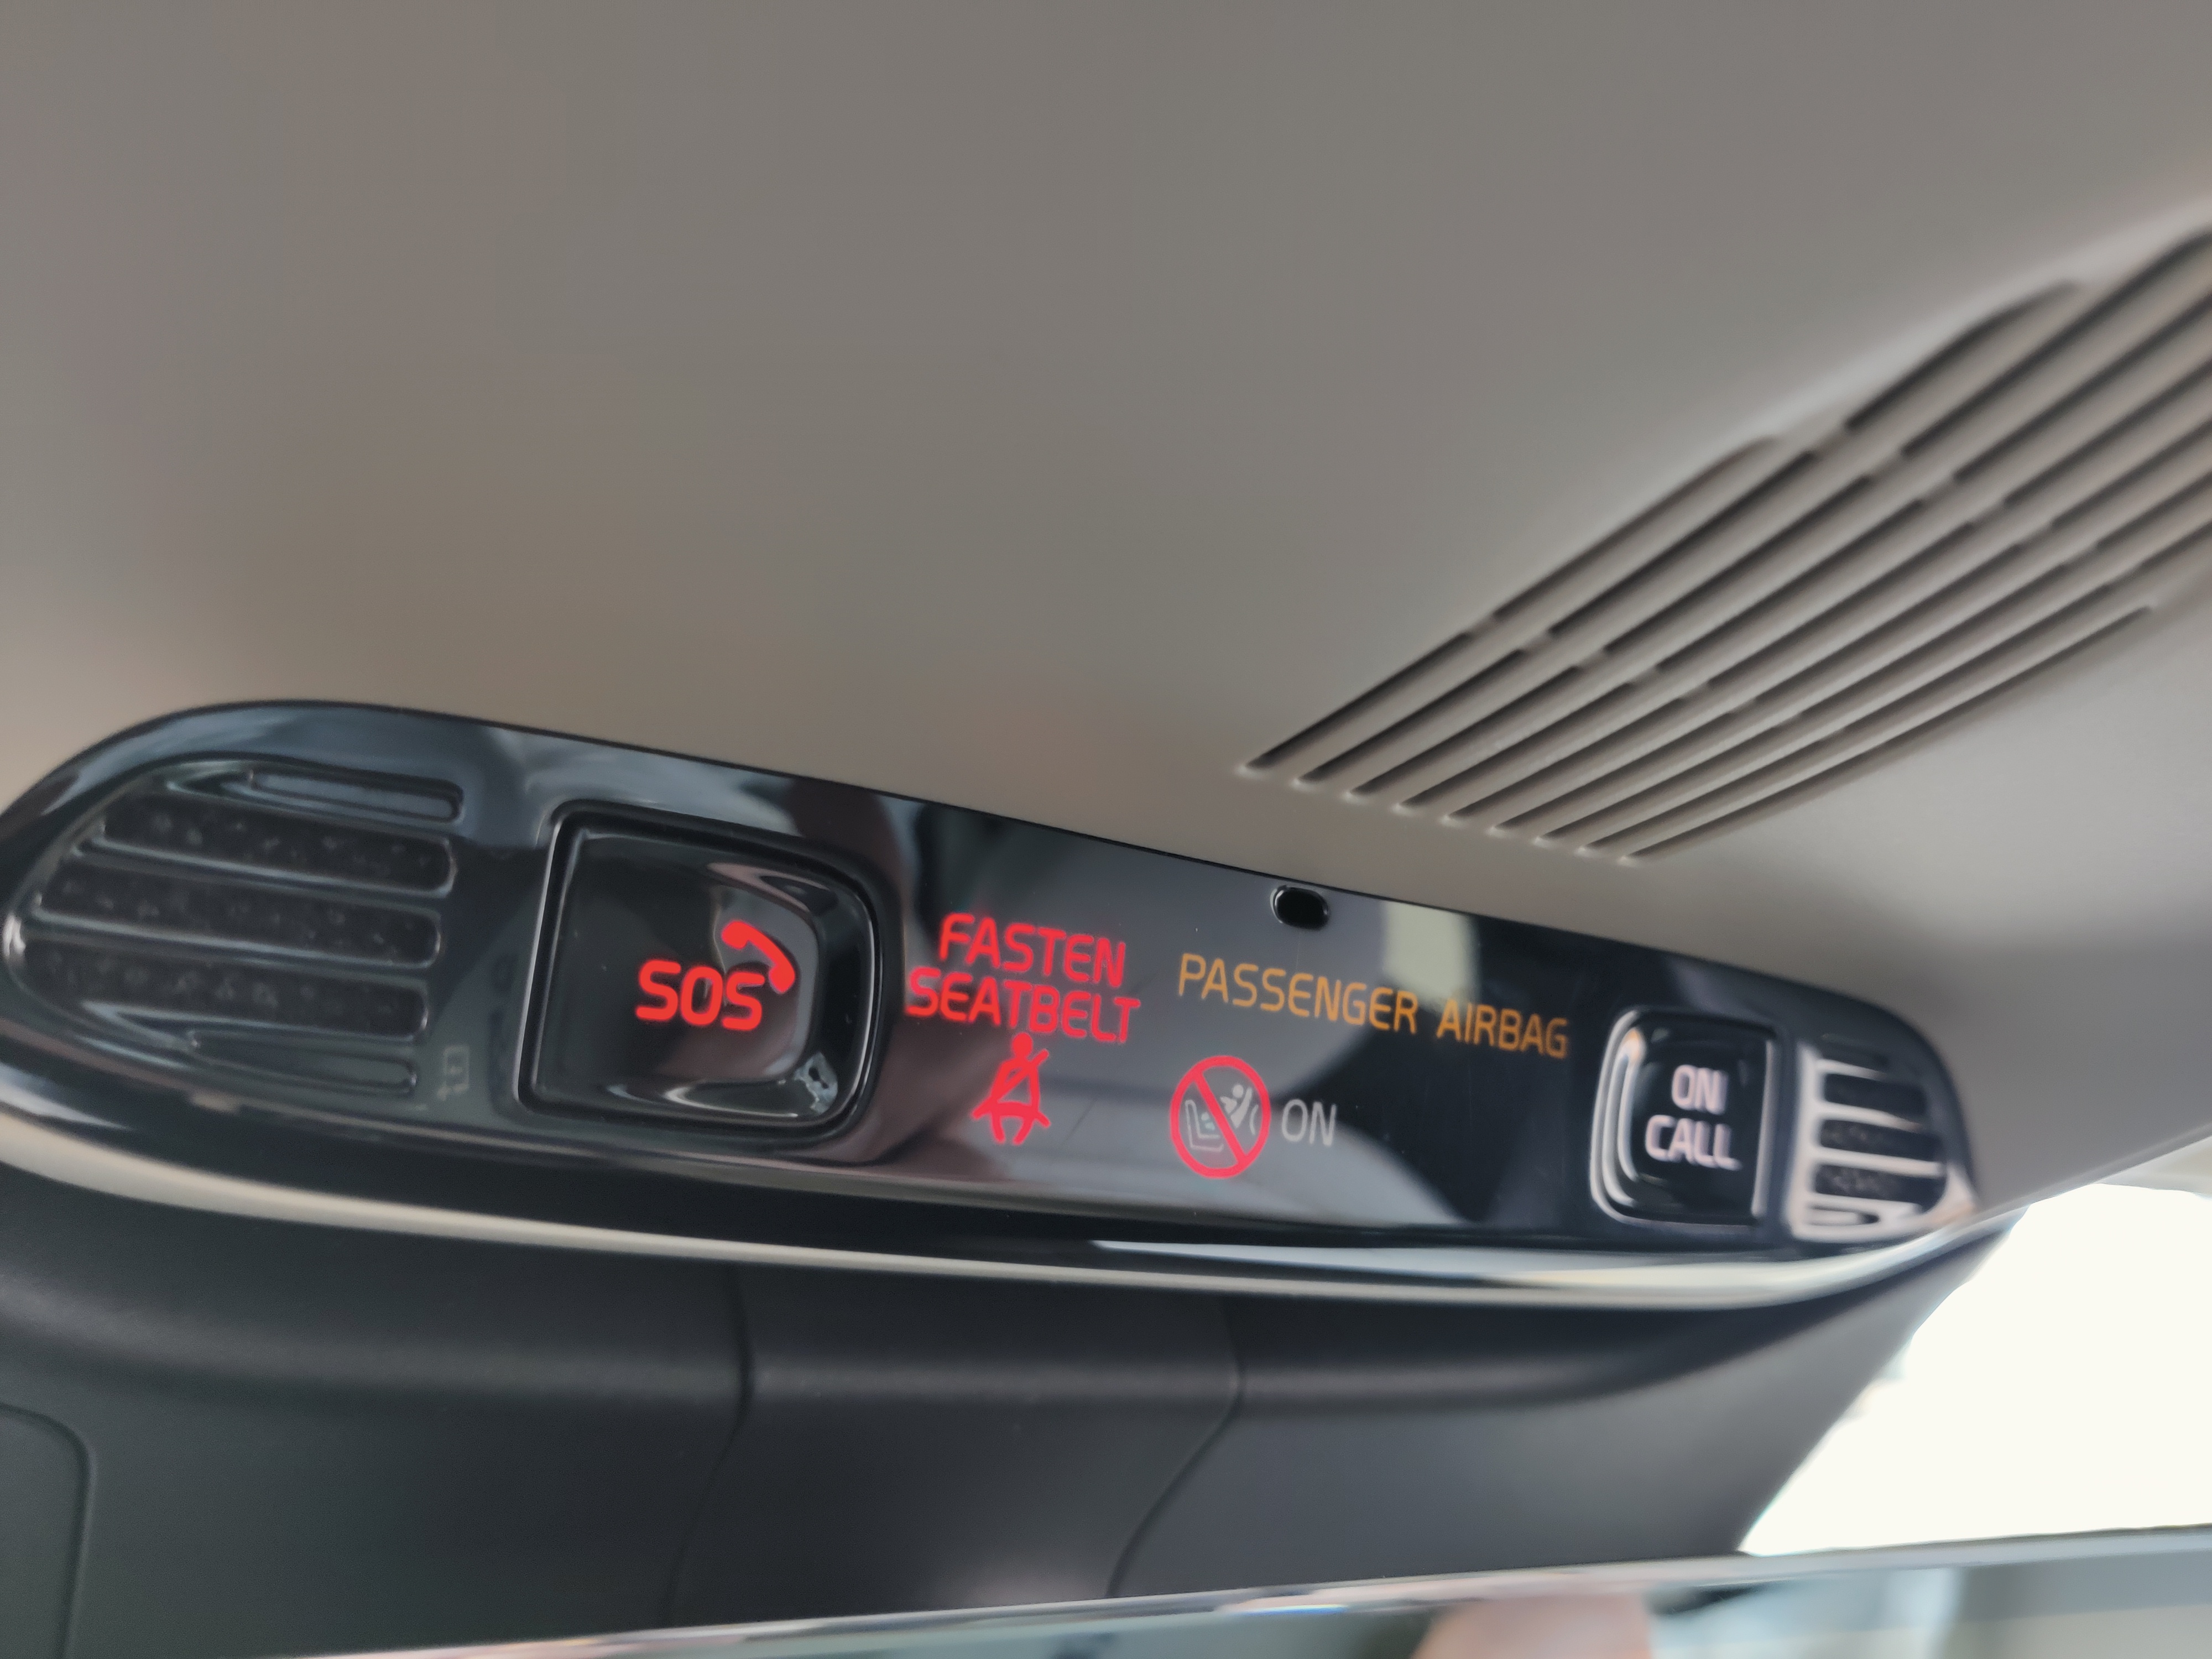 SOS
FASTEN
SEATBELT
PASSENGER AIRBAG
ON
ON
CALL